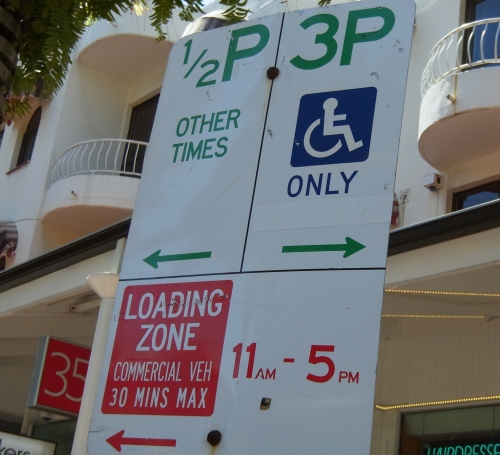 1/2P
OTHER
TIMES
3P
ONLY
LOADING
ZONE
COMMERCIAL VEH
30 MINS MAX
11AM - 5PM
35